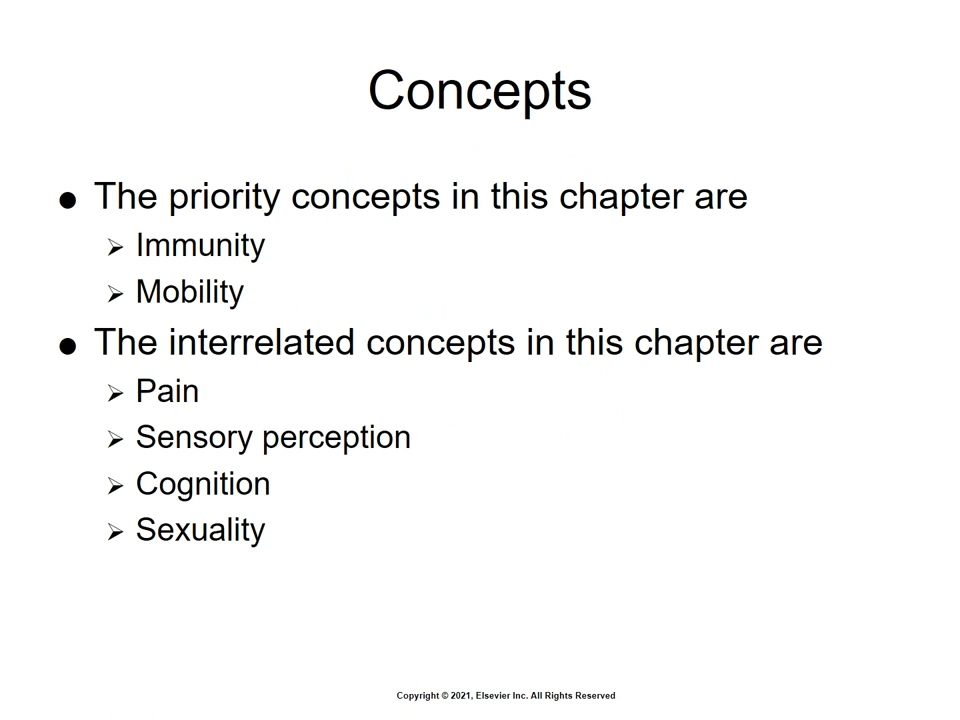 Concepts
● The priority concepts in this chapter are
➢ Immunity
➢ Mobility
● The interrelated concepts in this chapter are
➢ Pain
➢ Sensory perception
➢ Cognition
➢ Sexuality
Copyright © 2021, Elsevier Inc. All Rights Reserved